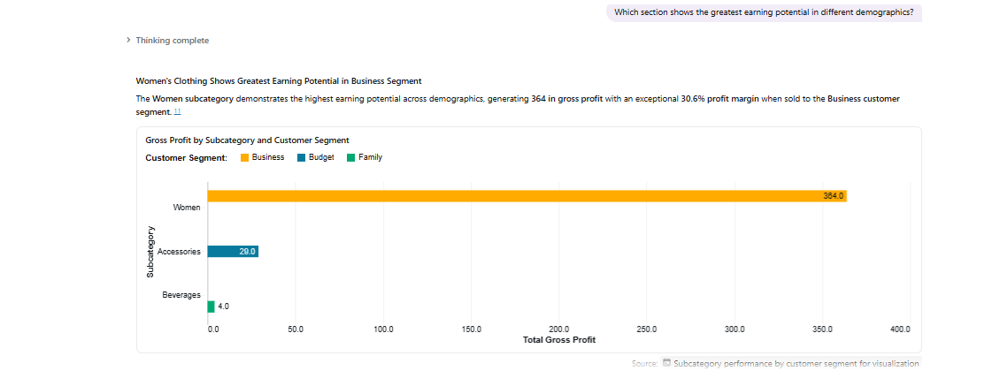 Which section shows the greatest earning potential in different demographics?
Thinking complete
Women's Clothing Shows Greatest Earning Potential in Business Segment
The Women subcategory demonstrates the highest earning potential across demographics, generating 364 in gross profit with an exceptional 30.6% profit margin when sold to the Business customer
segment. 11
Gross Profit by Subcategory and Customer Segment
Customer Segment: Business Budget Family
364.0
Women
Subcategory
Accessories
29.0
Beverages
4.0
0.0 50.0 100.0 150.0 200.0 250.0 300.0 350.0 400.0
Total Gross Profit
Source: Subcategory performance by customer segment for visualization